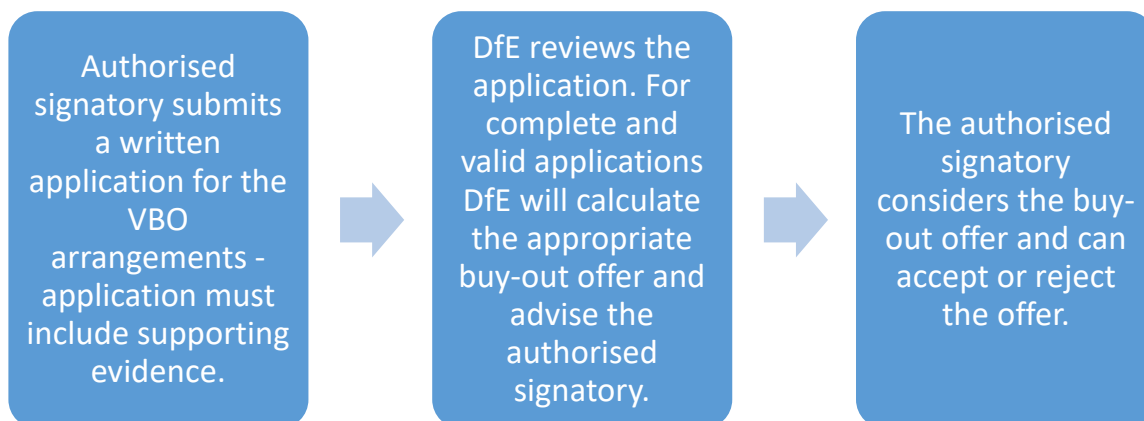 Authorised
signatory submits
a written
application for the
VBO
arrangements -
application must
include supporting
evidence.
DfE reviews the
application. For
complete and
valid applications
DfE will calculate
the appropriate
buy-out offer and
advise the
authorised
signatory.
The authorised
signatory
considers the buy-
out offer and can
accept or reject
the offer.